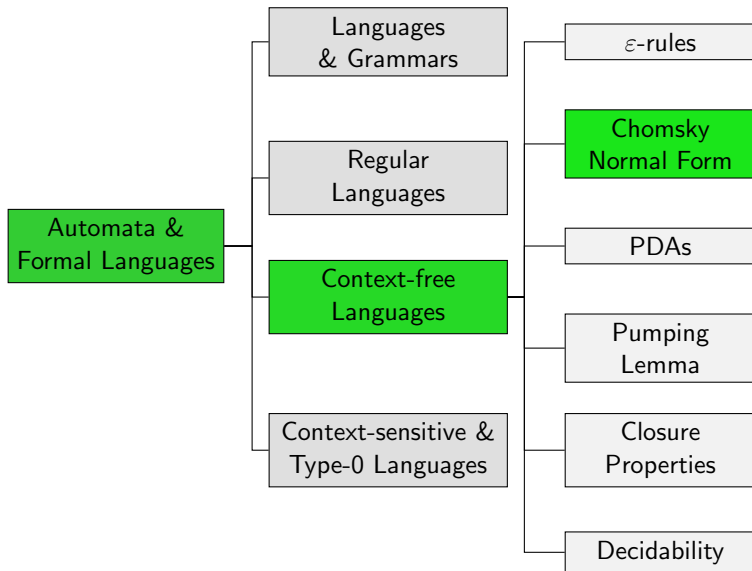 Automata &
Formal Languages
Languages
& Grammars
Regular
Languages
Context-free
Languages
Context-sensitive &
Type-0 Languages
ε-rules
Chomsky
Normal Form
PDAs
Pumping
Lemma
Closure
Properties
Decidability